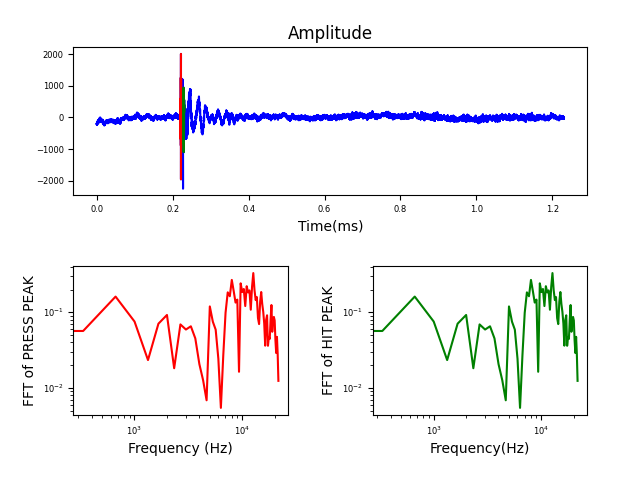 Amplitude
2000
1000
0
−1000
−2000
0.0 0.2 0.4 0.6 0.8 1.0 1.2
Time(ms)
FFT of PRESS PEAK
10⁻¹
10⁻²
10³ 10⁴
Frequency (Hz)
FFT of HIT PEAK
10⁻¹
10⁻²
10³ 10⁴
Frequency(Hz)